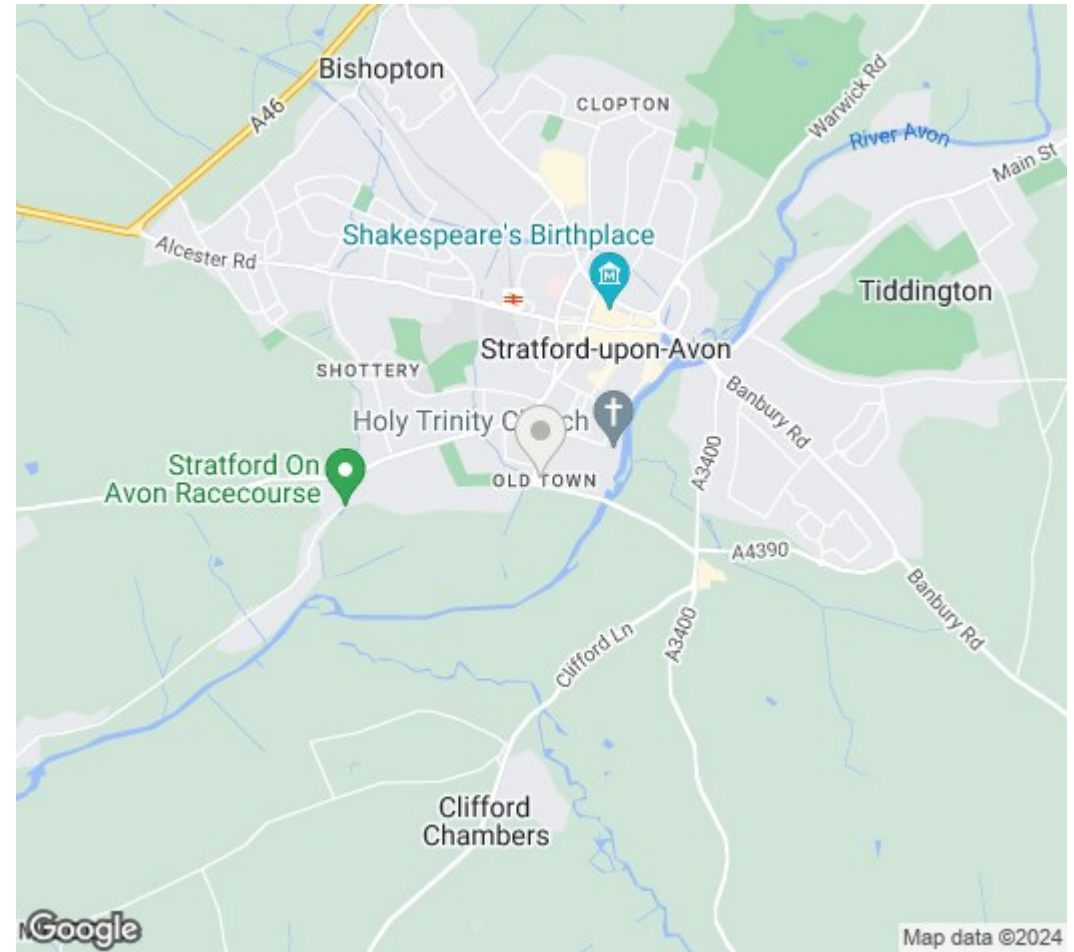 Bishopton
CLOPTON
A46
Warwick Rd
River Avon
Main St
Alcester Rd
Shakespeare's Birthplace
Tiddington
Stratford-upon-Avon
SHOTTERY
Banbury Rd
Holy Trinity
Stratford On
Avon Racecourse
OLD TOWN
A3400
A4390
Banbury Rd
Clifford Ln
A3400
Clifford
Chambers
Google
Map data ©2024